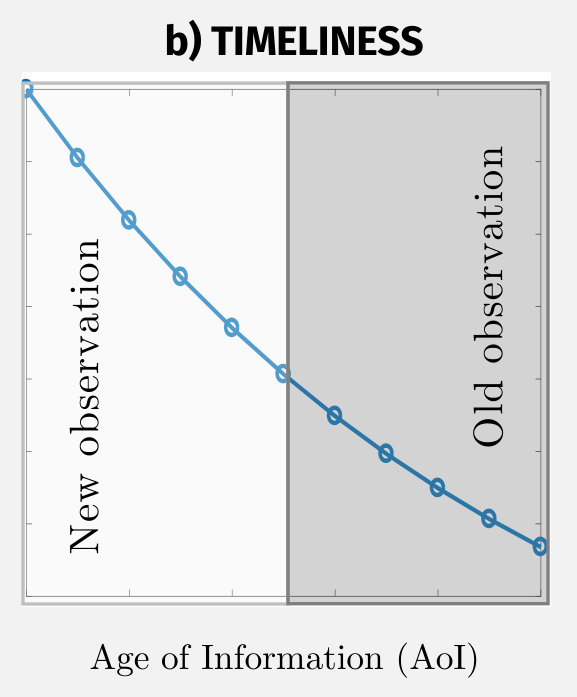 b) TIMELINESS
New observation
Old observation
Age of Information (AoI)